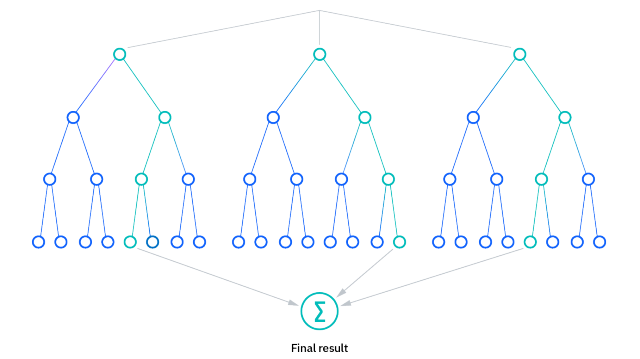 Σ
Final result